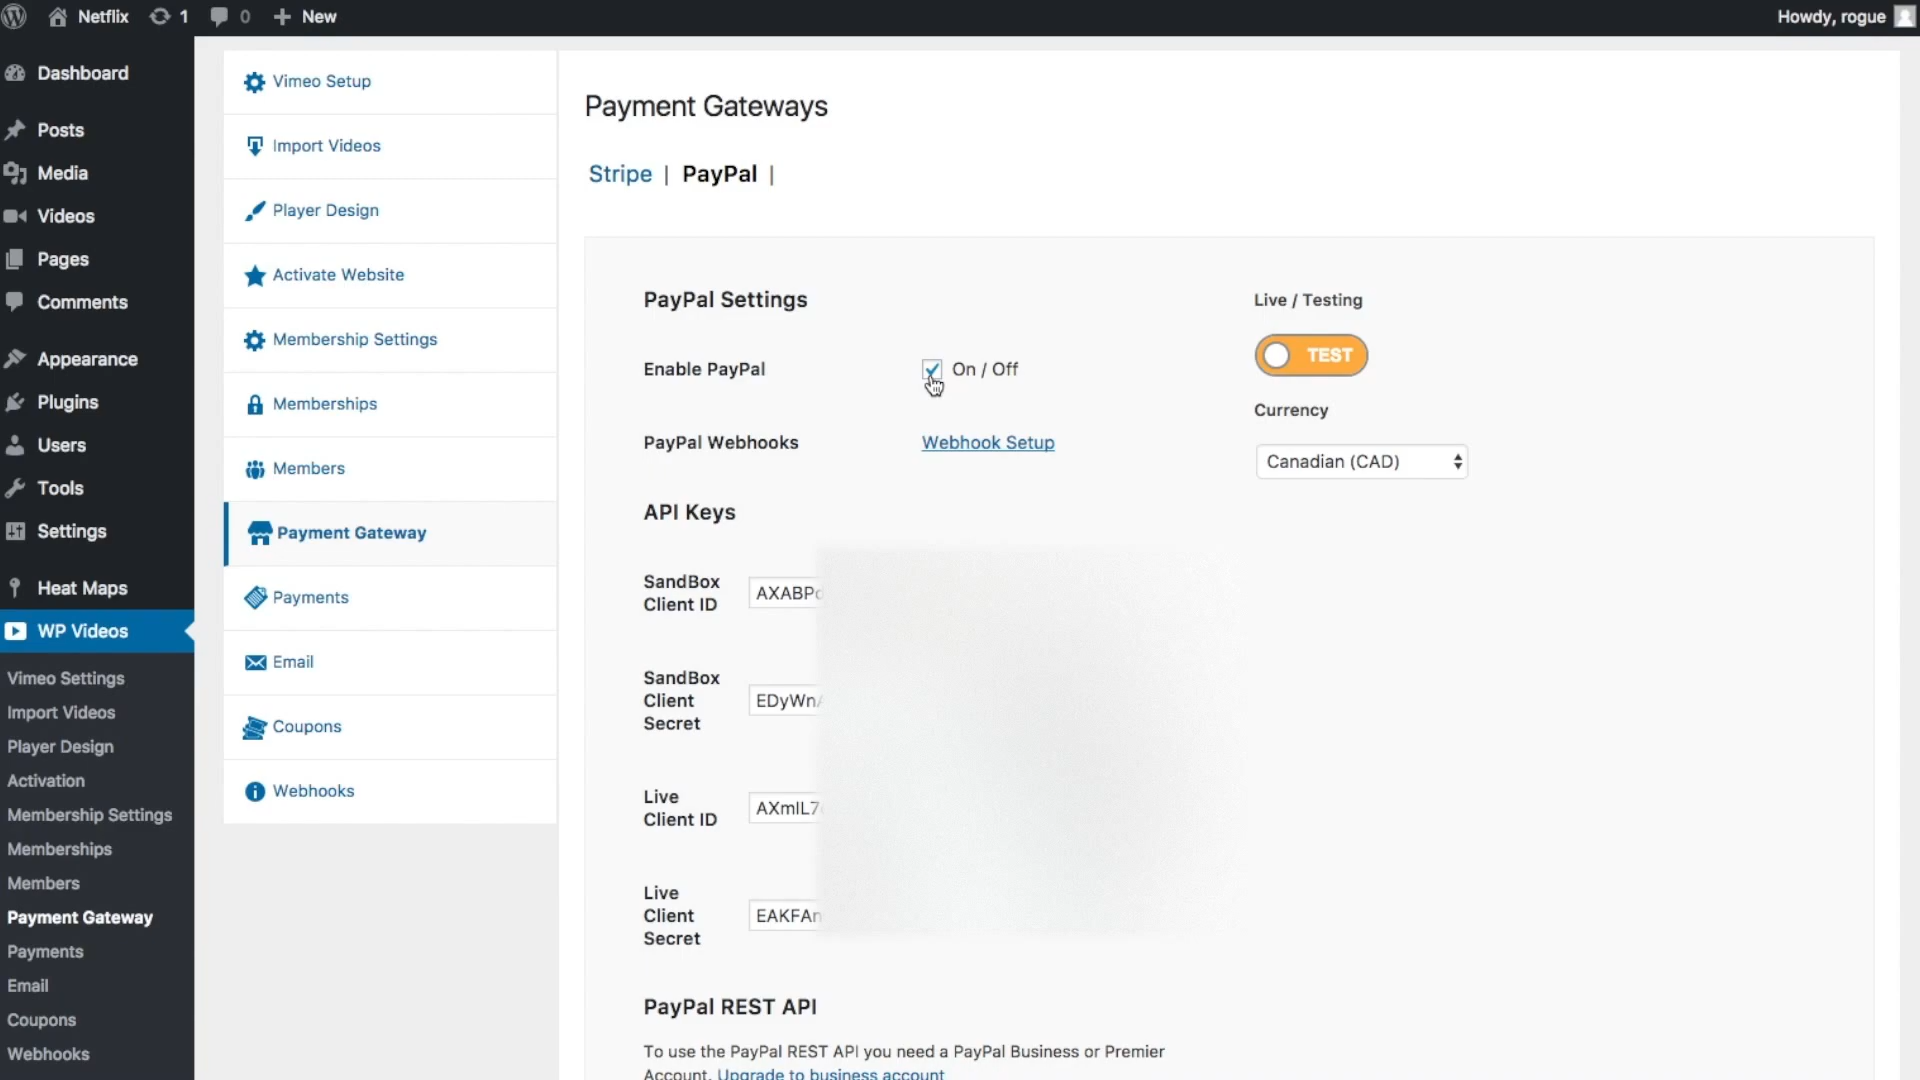 Netflix 1 0 New Howdy, rogue
Dashboard
Posts
Media
Videos
Pages
Comments
Appearance
Plugins
Users
Tools
Settings
Heat Maps
WP Videos
Vimeo Settings
Import Videos
Player Design
Activation
Membership Settings
Memberships
Members
Payment Gateway
Payments
Email
Coupons
Webhooks
Vimeo Setup
Import Videos
Player Design
Activate Website
Membership Settings
Memberships
Members
Payment Gateway
Payments
Email
Coupons
Webhooks
Payment Gateways
Stripe | PayPal |
PayPal Settings
Live / Testing
Enable PayPal On / Off
TEST
Currency
PayPal Webhooks Webhook Setup
Canadian (CAD)
API Keys
SandBox
Client ID
AXABPd
SandBox
Client
Secret
EDyWnA
Live
Client ID
AXmlL7
Live
Client
Secret
EAKFAn
PayPal REST API
To use the PayPal REST API you need a PayPal Business or Premier
Account. Upgrade to business account